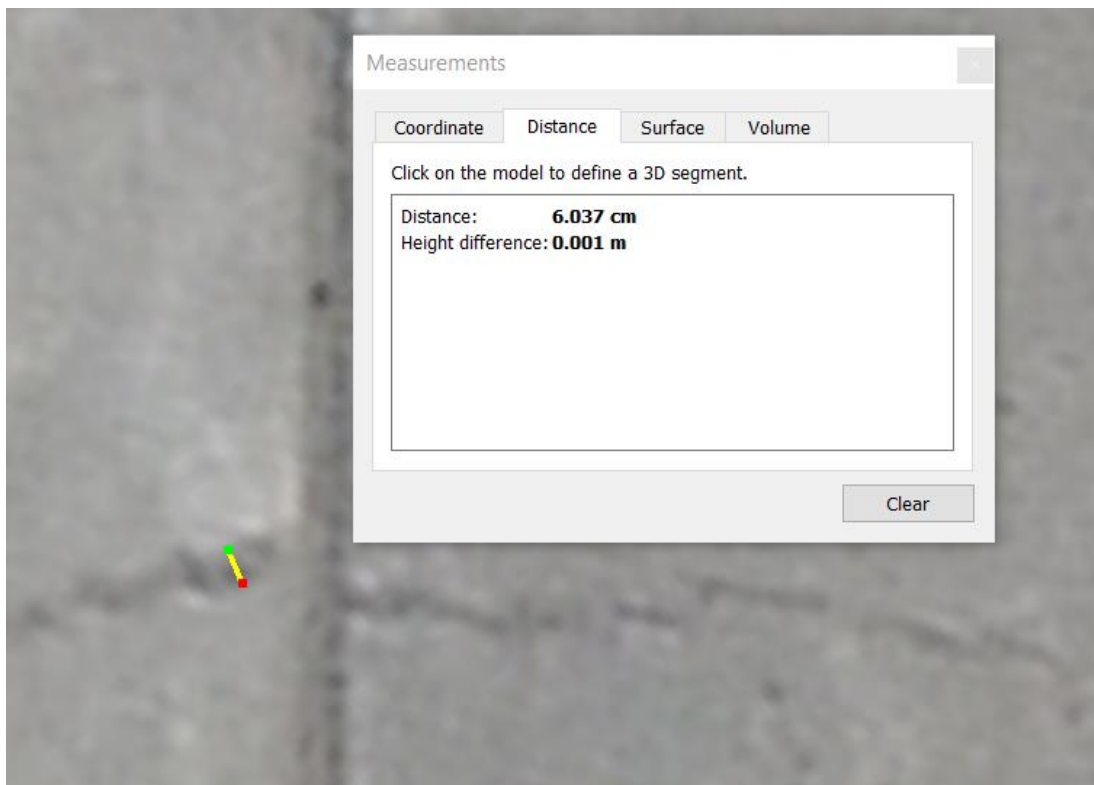 Measurements
Coordinate Distance Surface Volume
Click on the model to define a 3D segment.
Distance: 6.037 cm
Height difference: 0.001 m
Clear